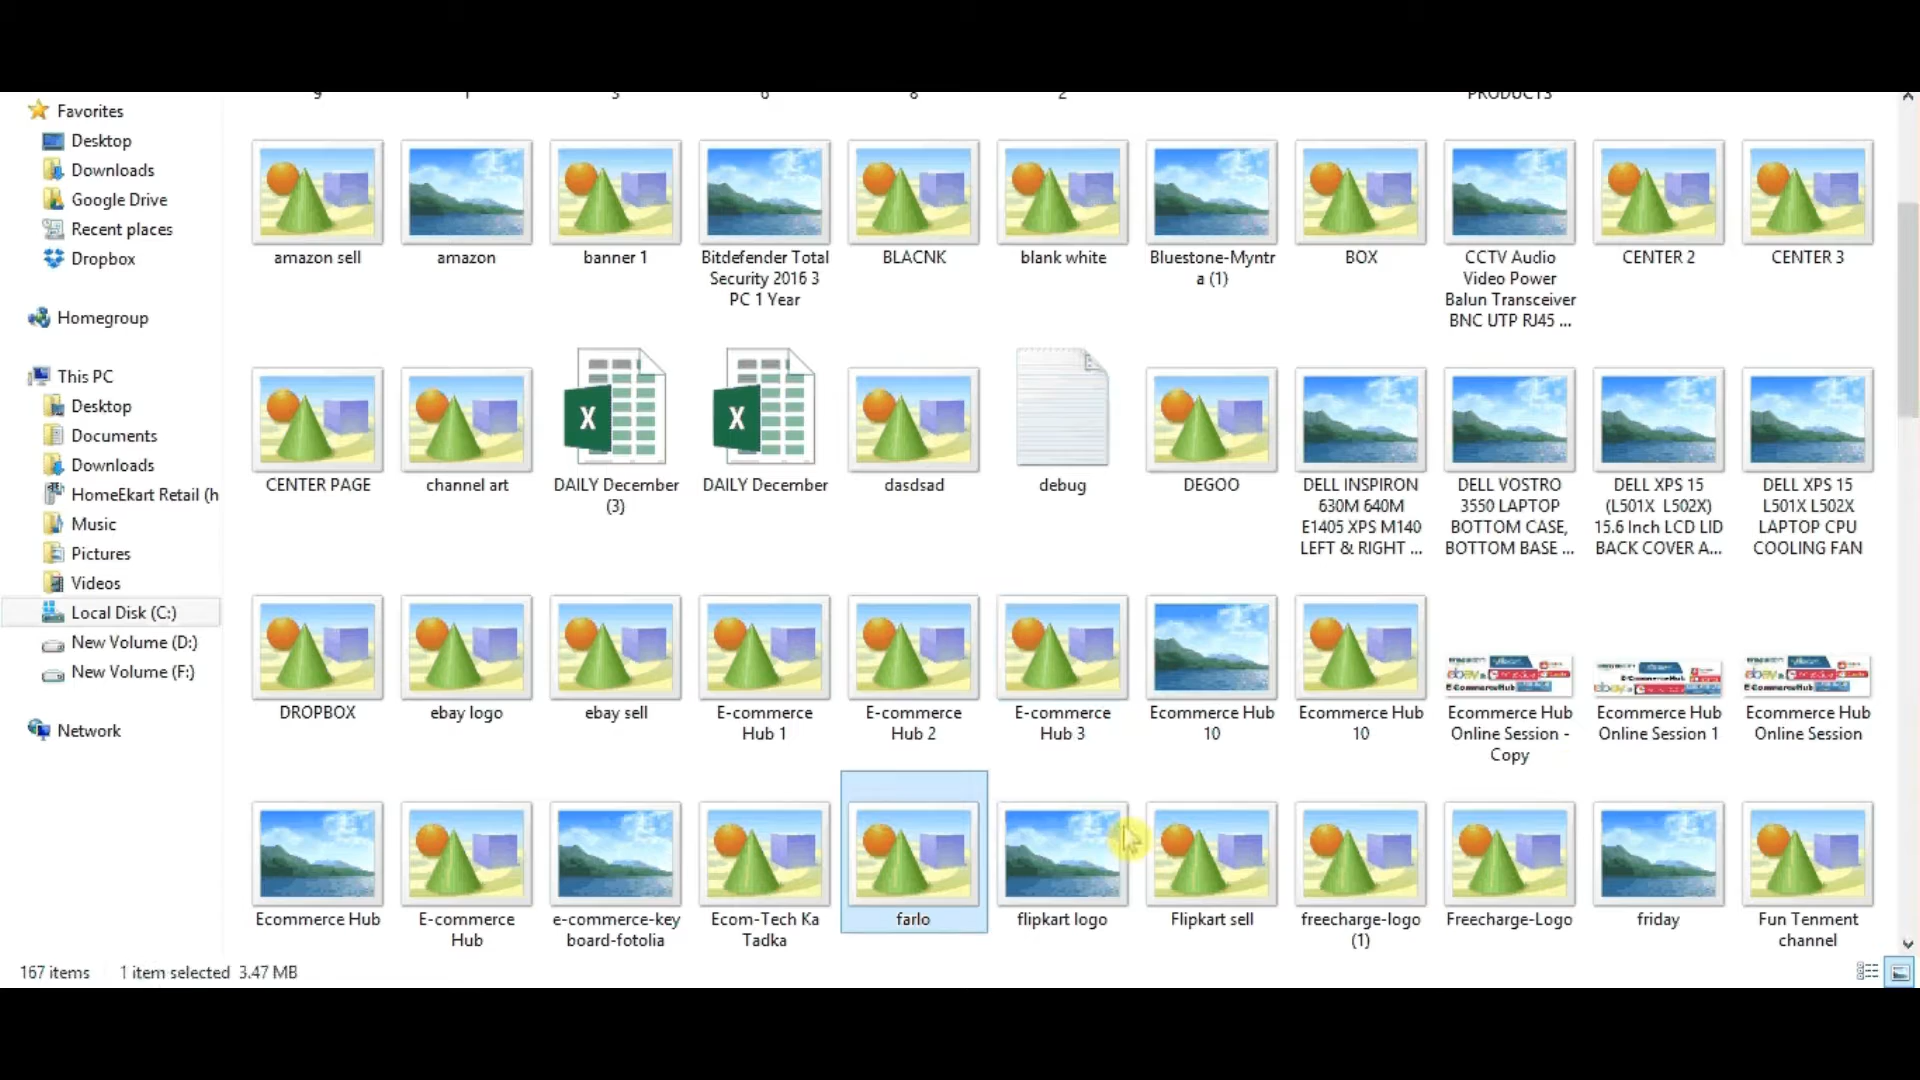 Favorites
Desktop
Downloads
Google Drive
Recent places
Dropbox
Homegroup
This PC
Desktop
Documents
Downloads
HomeEkart Retail (h
Music
Pictures
Videos
Local Disk (C:)
New Volume (D:)
New Volume (F:)
Network
PRODUCTS
amazon sell
amazon
banner 1
Bitdefender Total
Security 2016 3
PC 1 Year
BLACNK
blank white
Bluestone-Myntr
a (1)
BOX
CCTV Audio
Video Power
Balun Transceiver
BNC UTP RJ45 ...
CENTER 2
CENTER 3
CENTER PAGE
channel art
DAILY December
(3)
DAILY December
dasdsad
debug
DEGOO
DELL INSPIRON
630M 640M
E1405 XPS M140
LEFT & RIGHT ...
DELL VOSTRO
3550 LAPTOP
BOTTOM CASE,
BOTTOM BASE ...
DELL XPS 15
(L501X L502X)
15.6 Inch LCD LID
BACK COVER A...
DELL XPS 15
L501X L502X
LAPTOP CPU
COOLING FAN
DROPBOX
ebay logo
ebay sell
E-commerce
Hub 1
E-commerce
Hub 2
E-commerce
Hub 3
Ecommerce Hub
10
Ecommerce Hub
10
Ecommerce Hub
Online Session -
Copy
Ecommerce Hub
Online Session 1
Ecommerce Hub
Online Session
Ecommerce Hub
E-commerce
Hub
e-commerce-key
board-fotolia
Ecom-Tech Ka
Tadka
farlo
flipkart logo
Flipkart sell
freecharge-logo
(1)
Freecharge-Logo
friday
Fun Tenment
channel
167 items
1 item selected 3.47 MB